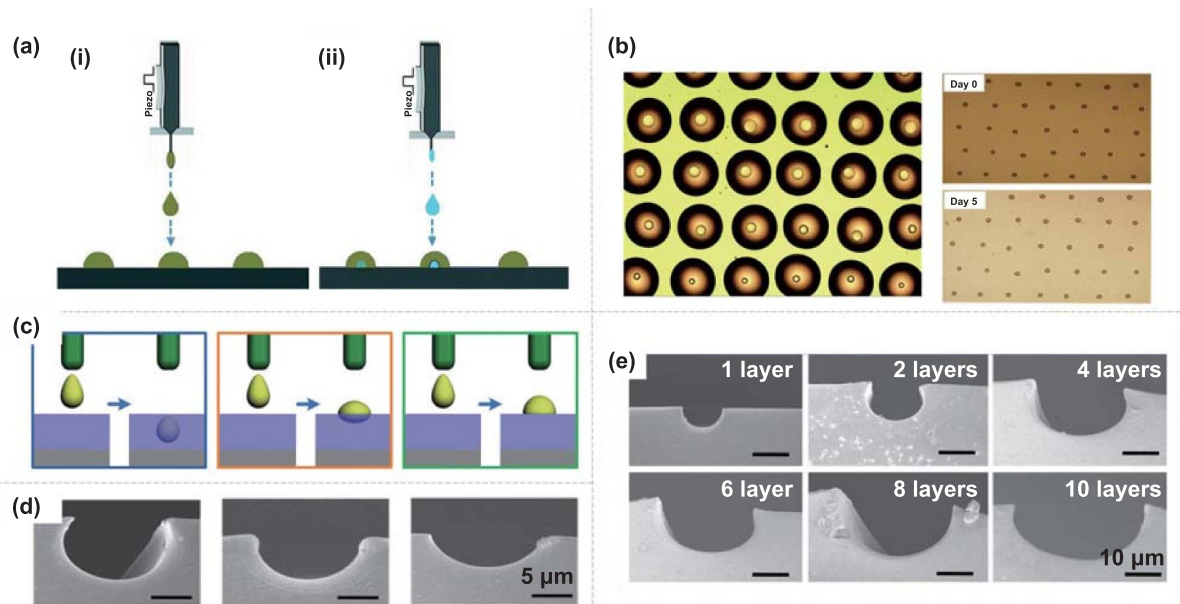 (a)
(i)
(ii)
Piezo
Piezo
(b)
Day 0
Day 5
(c)
(d)
5 µm
(e)
1 layer
2 layers
4 layers
6 layer
8 layers
10 layers
10 µm